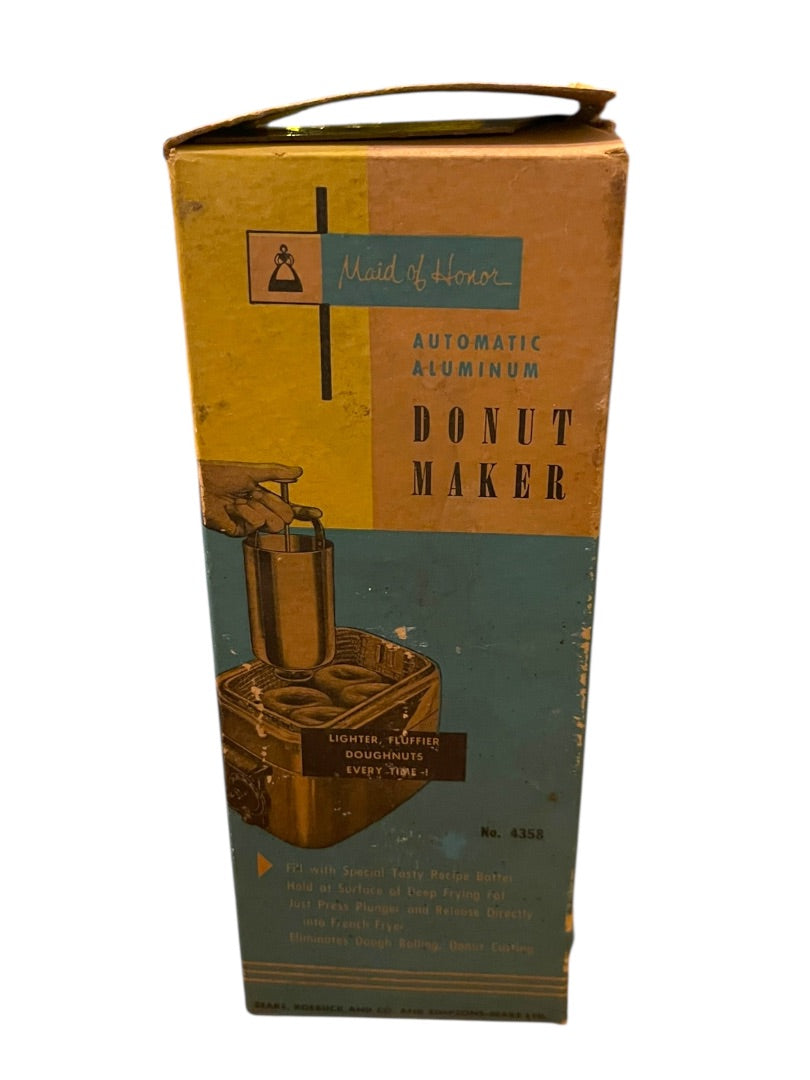 Maid of Honor
AUTOMATIC
ALUMINUM
DONUT
MAKER
LIGHTER, FLUFFIER
DOUGHNUTS
EVERY TIME-!
No. 4358
Fill with Special Tasty Recipe Batter
Hold at Surface of Deep Frying Fat
Just Press Plunger and Release Directly
into French Fryer
Eliminates Dough Rolling, Donut Cutting
SEARS, ROEBUCK AND CO. AND SIMPSONS-SEARS LTD.